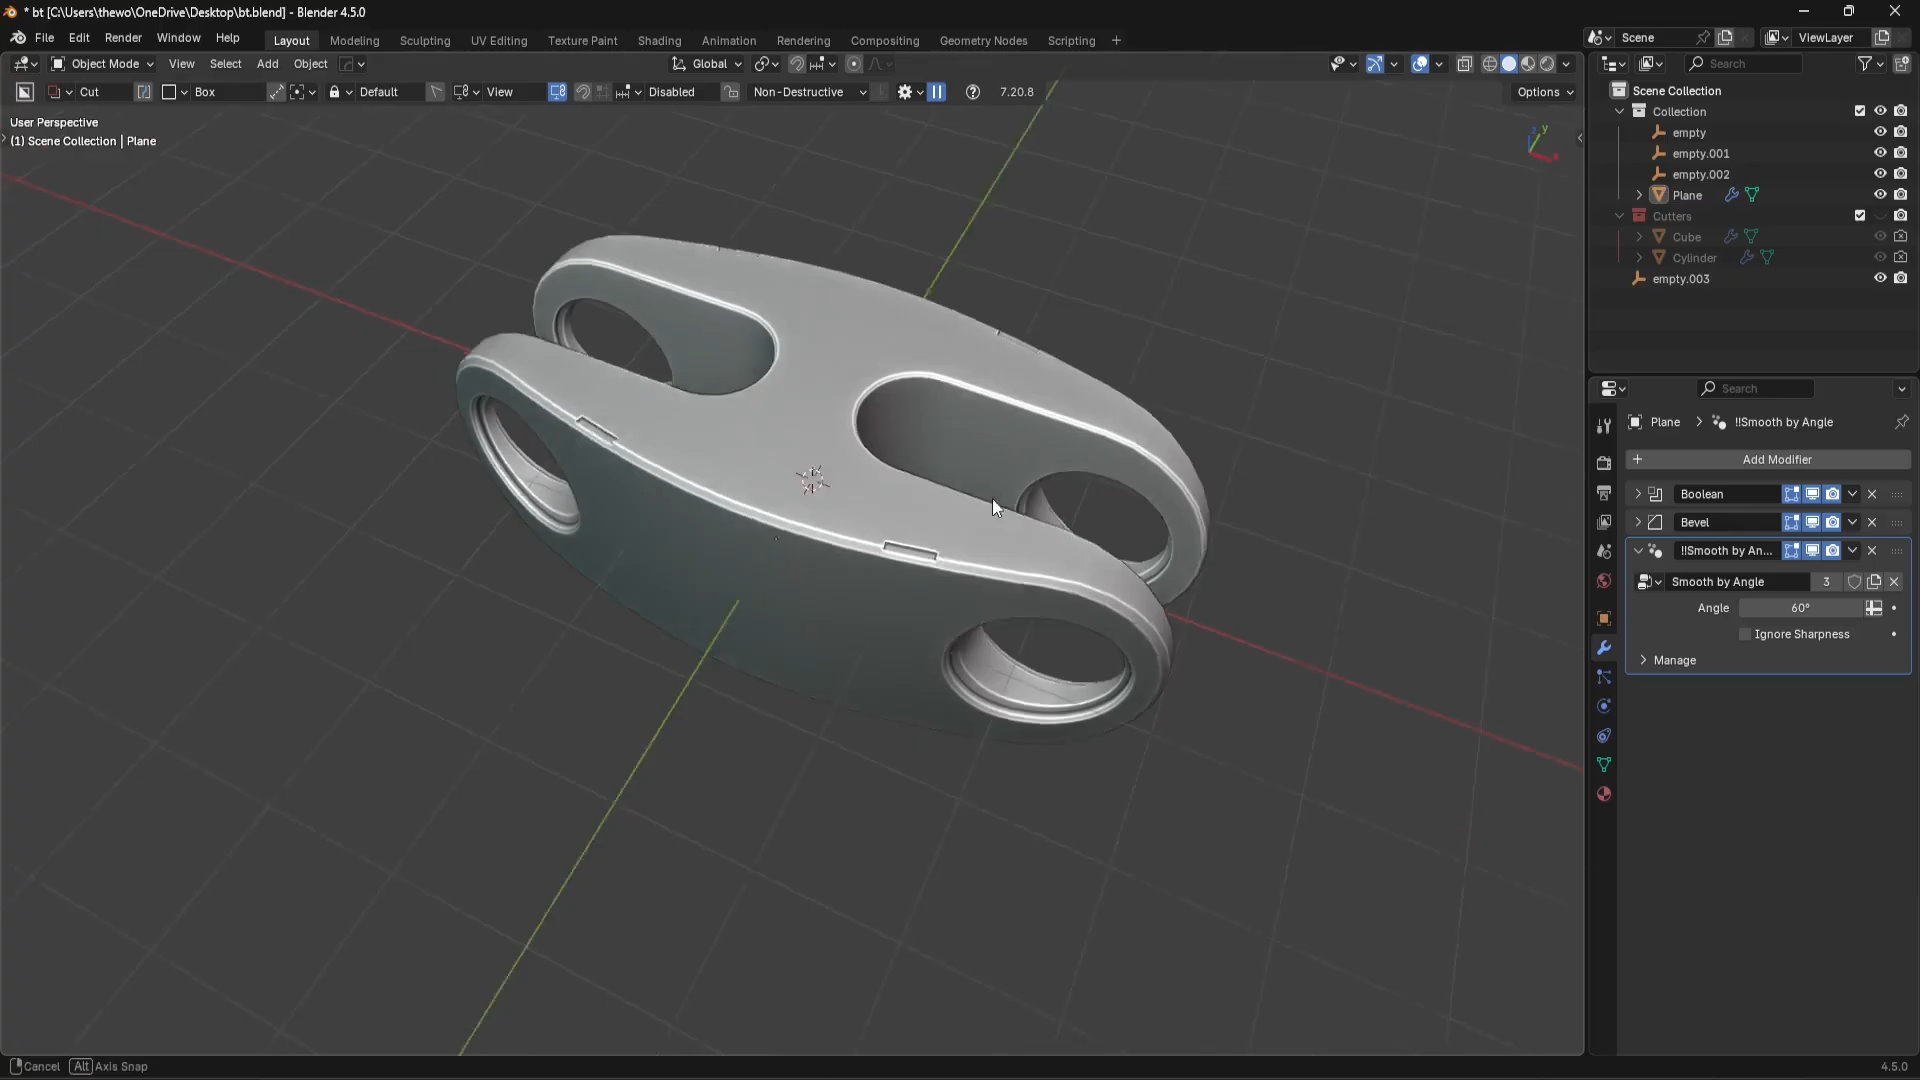 * bt [C:\Users\thewo\OneDrive\Desktop\bt.blend] - Blender 4.5.0
File Edit Render Window Help
Layout Modeling Sculpting UV Editing Texture Paint Shading Animation Rendering Compositing Geometry Nodes Scripting +
Scene
ViewLayer
Object Mode View Select Add Object
Global
Search
Cut Box Default View Disabled Non-Destructive 7.20.8
Options
User Perspective
(1) Scene Collection | Plane
z y x
Scene Collection
Collection
empty
empty.001
empty.002
Plane
Cutters
Cube
Cylinder
empty.003
Search
Plane > !!Smooth by Angle
+ Add Modifier
Boolean
Bevel
!!Smooth by An...
Smooth by Angle 3
Angle 60°
Ignore Sharpness
Manage
Cancel Alt Axis Snap
4.5.0